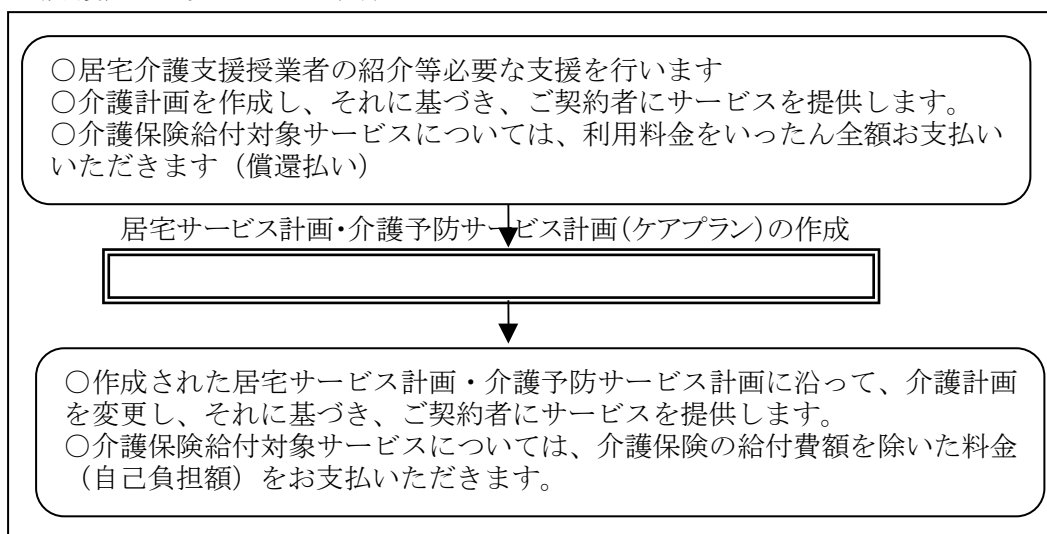 ○居宅介護支援授業者の紹介等必要な支援を行います
○介護計画を作成し、それに基づき、ご契約者にサービスを提供します。
○介護保険給付対象サービスについては、利用料金をいったん全額お支払い
いただきます（償還払い）
居宅サービス計画・介護予防サービス計画（ケアプラン）の作成
○作成された居宅サービス計画・介護予防サービス計画に沿って、介護計画
を変更し、それに基づき、ご契約者にサービスを提供します。
○介護保険給付対象サービスについては、介護保険の給付費額を除いた料金
（自己負担額）をお支払いただきます。